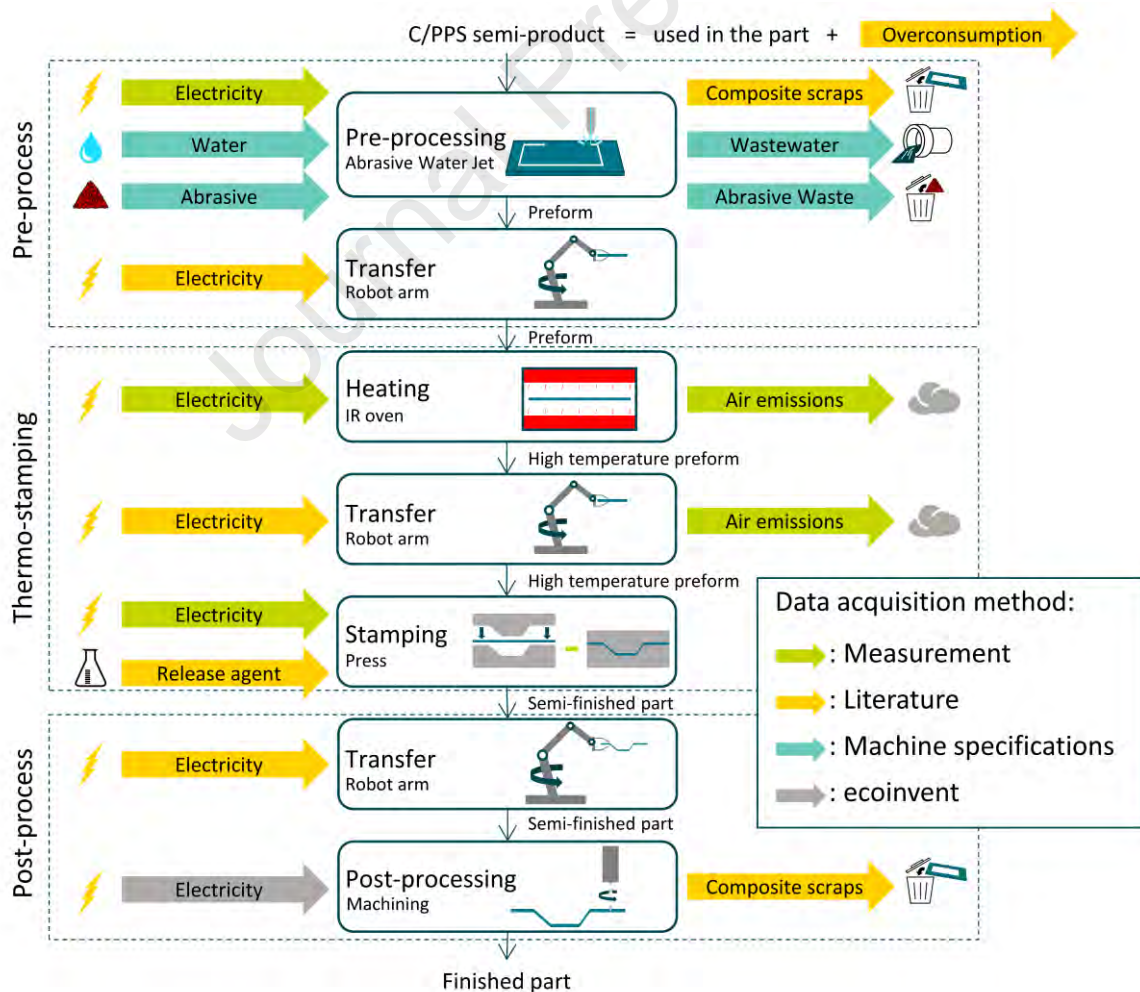 C/PPS semi-product = used in the part + Overconsumption
Journal Pre
Pre-process
Electricity
Water
Abrasive
Pre-processing
Abrasive Water Jet
Composite scraps
Wastewater
Abrasive Waste
Preform
Electricity
Transfer
Robot arm
Preform
Thermo-stamping
Electricity
Heating
IR oven
Air emissions
High temperature preform
Electricity
Transfer
Robot arm
Air emissions
High temperature preform
Electricity
Release agent
Stamping
Press
Semi-finished part
Post-process
Electricity
Transfer
Robot arm
Semi-finished part
Electricity
Post-processing
Machining
Composite scraps
Finished part
Data acquisition method:
: Measurement
: Literature
: Machine specifications
: ecoinvent